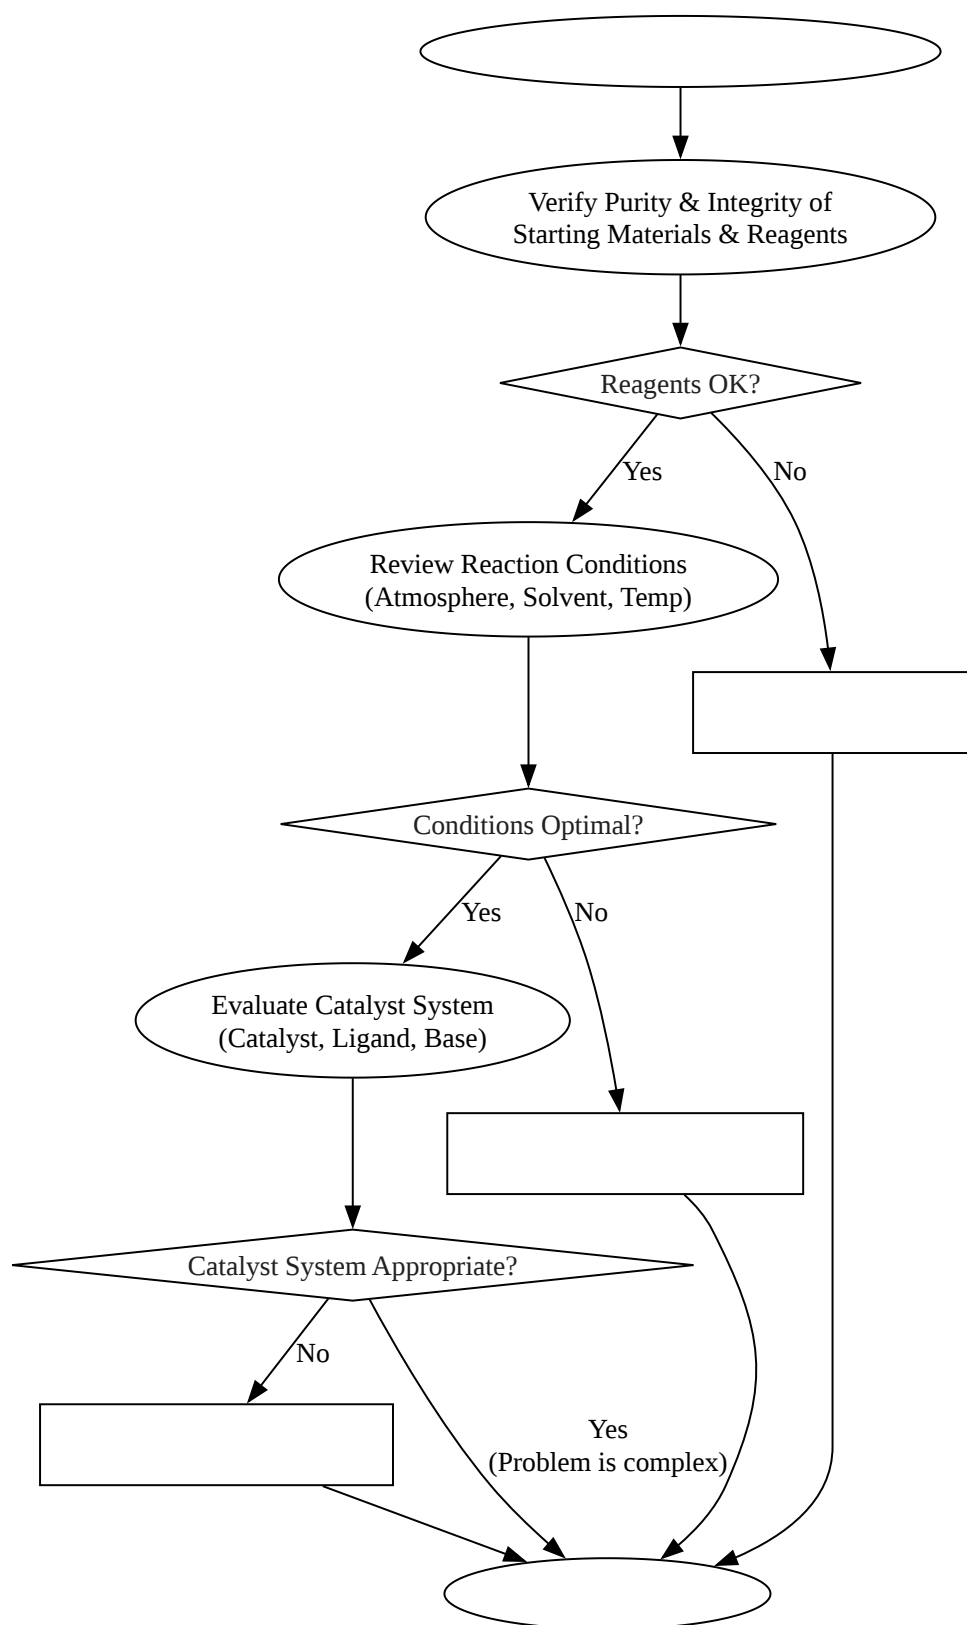 Verify Purity & Integrity of
Starting Materials & Reagents
Reagents OK?
Yes
No
Review Reaction Conditions
(Atmosphere, Solvent, Temp)
Conditions Optimal?
Yes
No
Evaluate Catalyst System
(Catalyst, Ligand, Base)
Catalyst System Appropriate?
No
Yes
(Problem is complex)